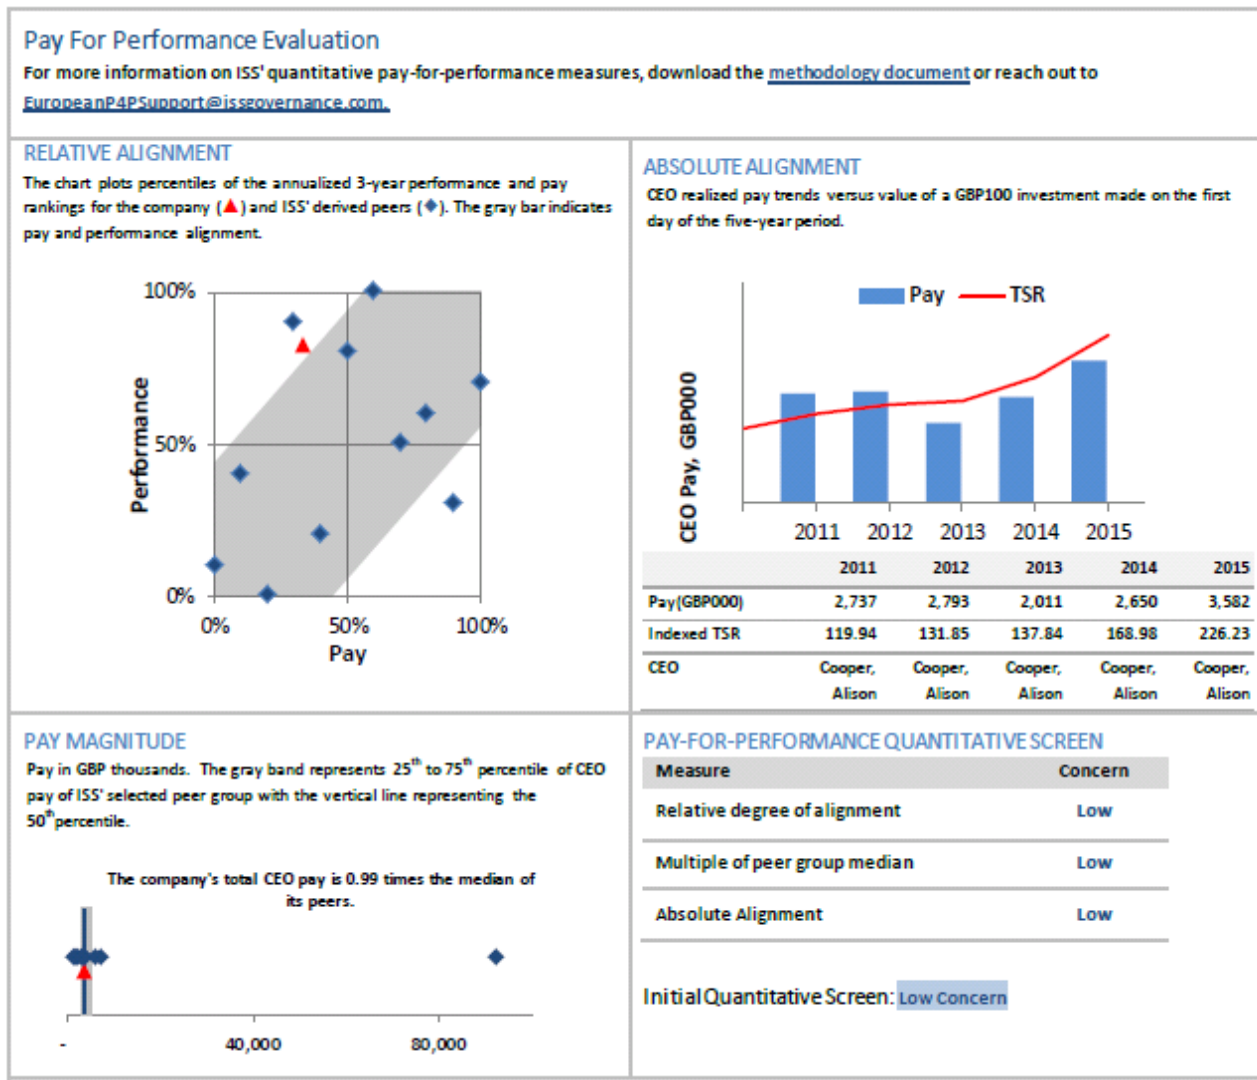 Pay For Performance Evaluation
For more information on ISS' quantitative pay-for-performance measures, download the methodology document or reach out to
EuropeanP4PSupport@issgovernance.com.
RELATIVE ALIGNMENT
The chart plots percentiles of the annualized 3-year performance and pay
rankings for the company (▲) and ISS' derived peers (◆). The gray bar indicates
pay and performance alignment.
100%
50%
0%
Performance
0% 50% 100%
Pay
ABSOLUTE ALIGNMENT
CEO realized pay trends versus value of a GBP100 investment made on the first
day of the five-year period.
Pay TSR
CEO Pay, GBP000
2011 2012 2013 2014 2015
2011 2012 2013 2014 2015
Pay(GBP000) 2,737 2,793 2,011 2,650 3,582
Indexed TSR 119.94 131.85 137.84 168.98 226.23
CEO Cooper, Cooper, Cooper, Cooper, Cooper,
Alison Alison Alison Alison Alison
PAY MAGNITUDE
Pay in GBP thousands. The gray band represents 25th to 75th percentile of CEO
pay of ISS' selected peer group with the vertical line representing the
50th percentile.
The company's total CEO pay is 0.99 times the median of
its peers.
- 40,000 80,000
PAY-FOR-PERFORMANCE QUANTITATIVE SCREEN
Measure Concern
Relative degree of alignment Low
Multiple of peer group median Low
Absolute Alignment Low
Initial Quantitative Screen: Low Concern